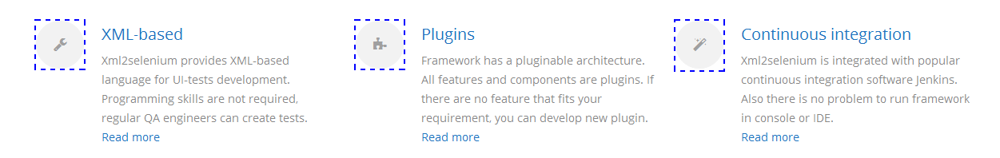 XML-based
Xml2selenium provides XML-based
language for UI-tests development.
Programming skills are not required,
regular QA engineers can create tests.
Read more
Plugins
Framework has a pluginable architecture.
All features and components are plugins. If
there are no feature that fits your
requirement, you can develop new plugin.
Read more
Continuous integration
Xml2selenium is integrated with popular
continuous integration software Jenkins.
Also there is no problem to run framework
in console or IDE.
Read more